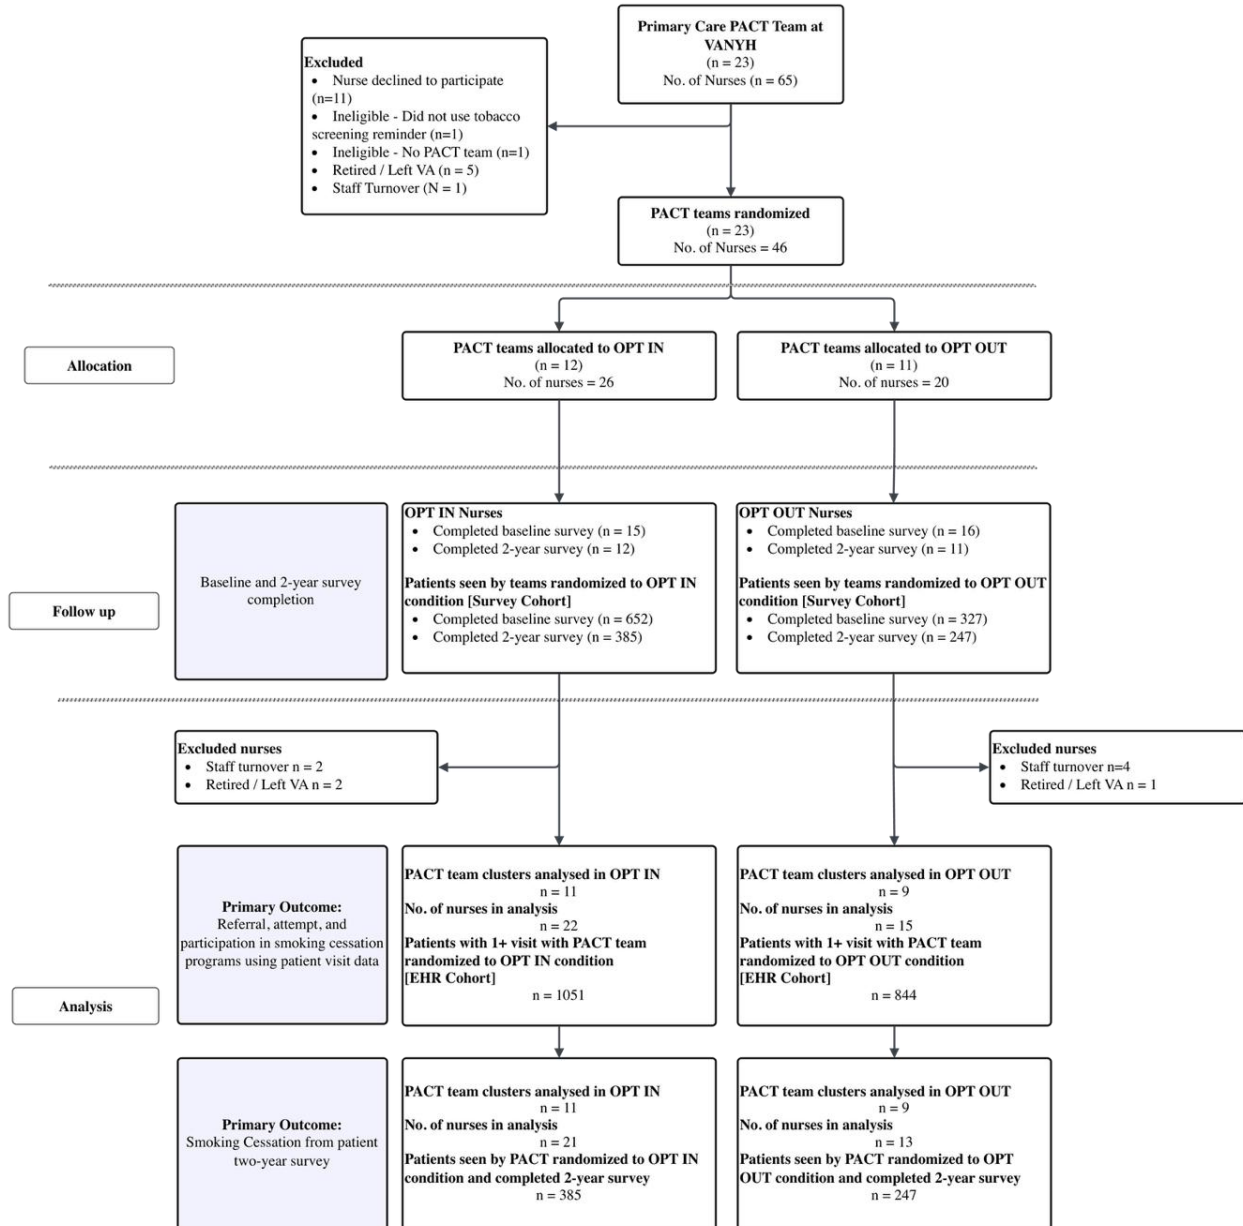 Primary Care PACT Team at
VANYH
(n = 23)
No. of Nurses (n = 65)
Excluded
• Nurse declined to participate
(n=11)
• Ineligible - Did not use tobacco
screening reminder (n=1)
• Ineligible - No PACT team (n=1)
• Retired / Left VA (n = 5)
• Staff Turnover (N = 1)
PACT teams randomized
(n = 23)
No. of Nurses = 46
Allocation
PACT teams allocated to OPT IN
(n = 12)
No. of nurses = 26
PACT teams allocated to OPT OUT
(n = 11)
No. of nurses = 20
Follow up
Baseline and 2-year survey
completion
OPT IN Nurses
• Completed baseline survey (n = 15)
• Completed 2-year survey (n = 12)
Patients seen by teams randomized to OPT IN
condition [Survey Cohort]
• Completed baseline survey (n = 652)
• Completed 2-year survey (n = 385)
OPT OUT Nurses
• Completed baseline survey (n = 16)
• Completed 2-year survey (n = 11)
Patients seen by teams randomized to OPT OUT
condition [Survey Cohort]
• Completed baseline survey (n = 327)
• Completed 2-year survey (n = 247)
Excluded nurses
• Staff turnover n = 2
• Retired / Left VA n = 2
Excluded nurses
• Staff turnover n=4
• Retired / Left VA n = 1
Analysis
Primary Outcome:
Referral, attempt, and
participation in smoking cessation
programs using patient visit data
PACT team clusters analysed in OPT IN
n = 11
No. of nurses in analysis
n = 22
Patients with 1+ visit with PACT team
randomized to OPT IN condition
[EHR Cohort]
n = 1051
PACT team clusters analysed in OPT OUT
n = 9
No. of nurses in analysis
n = 15
Patients with 1+ visit with PACT team
randomized to OPT OUT condition
[EHR Cohort]
n = 844
Primary Outcome:
Smoking Cessation from patient
two-year survey
PACT team clusters analysed in OPT IN
n = 11
No. of nurses in analysis
n = 21
Patients seen by PACT randomized to OPT IN
condition and completed 2-year survey
n = 385
PACT team clusters analysed in OPT OUT
n = 9
No. of nurses in analysis
n = 13
Patients seen by PACT randomized to OPT
OUT condition and completed 2-year survey
n = 247